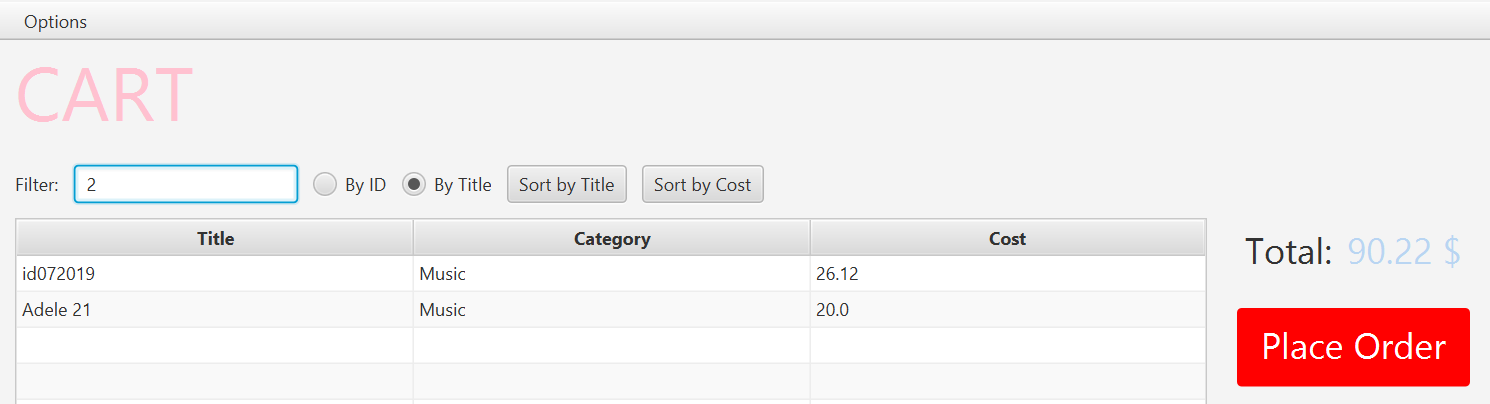 Options
CART
Filter: 2 By ID By Title Sort by Title Sort by Cost
Title Category Cost
id072019 Music 26.12
Adele 21 Music 20.0
Total: 90.22 $
Place Order